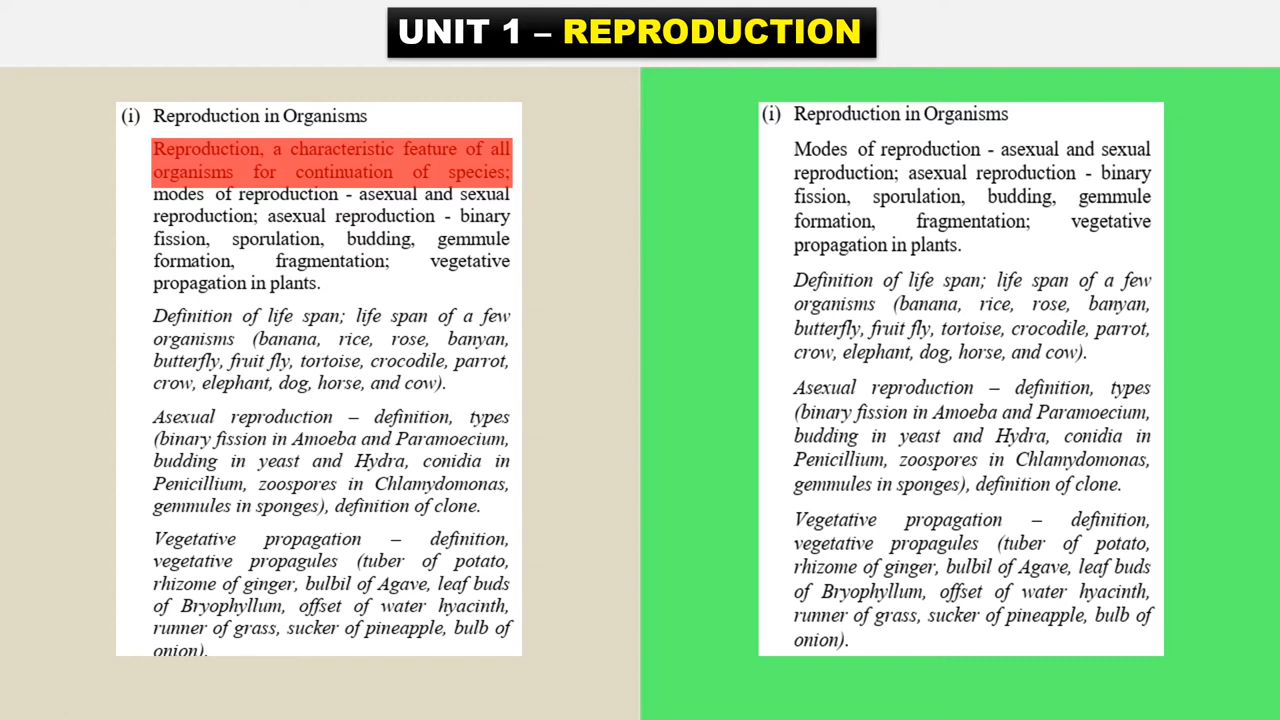 UNIT 1 – REPRODUCTION
(i) Reproduction in Organisms
Reproduction, a characteristic feature of all
organisms for continuation of species;
modes of reproduction - asexual and sexual
reproduction; asexual reproduction - binary
fission, sporulation, budding, gemmule
formation, fragmentation; vegetative
propagation in plants.
Definition of life span; life span of a few
organisms (banana, rice, rose, banyan,
butterfly, fruit fly, tortoise, crocodile, parrot,
crow, elephant, dog, horse, and cow).
Asexual reproduction – definition, types
(binary fission in Amoeba and Paramoecium,
budding in yeast and Hydra, conidia in
Penicillium, zoospores in Chlamydomonas,
gemmules in sponges), definition of clone.
Vegetative propagation – definition,
vegetative propagules (tuber of potato,
rhizome of ginger, bulbil of Agave, leaf buds
of Bryophyllum, offset of water hyacinth,
runner of grass, sucker of pineapple, bulb of
onion).
(i) Reproduction in Organisms
Modes of reproduction - asexual and sexual
reproduction; asexual reproduction - binary
fission, sporulation, budding, gemmule
formation, fragmentation; vegetative
propagation in plants.
Definition of life span; life span of a few
organisms (banana, rice, rose, banyan,
butterfly, fruit fly, tortoise, crocodile, parrot,
crow, elephant, dog, horse, and cow).
Asexual reproduction – definition, types
(binary fission in Amoeba and Paramoecium,
budding in yeast and Hydra, conidia in
Penicillium, zoospores in Chlamydomonas,
gemmules in sponges), definition of clone.
Vegetative propagation – definition,
vegetative propagules (tuber of potato,
rhizome of ginger, bulbil of Agave, leaf buds
of Bryophyllum, offset of water hyacinth,
runner of grass, sucker of pineapple, bulb of
onion).